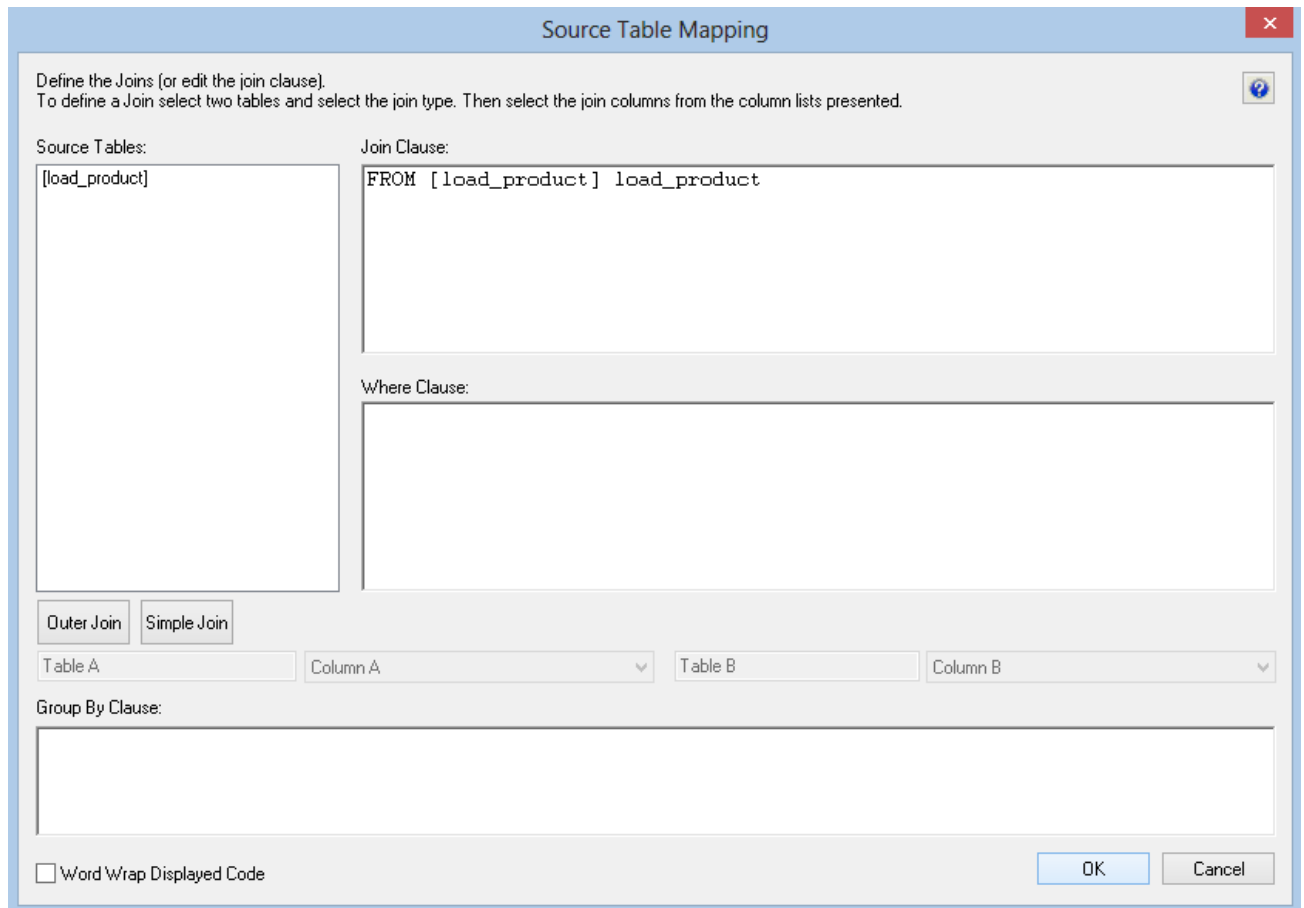 Source Table Mapping
Define the Joins (or edit the join clause).
To define a Join select two tables and select the join type. Then select the join columns from the column lists presented.
Source Tables:
Join Clause:
[load_product]
FROM [load_product] load_product
Where Clause:
Outer Join
Simple Join
Table A
Column A
Table B
Column B
Group By Clause:
Word Wrap Displayed Code
OK
Cancel